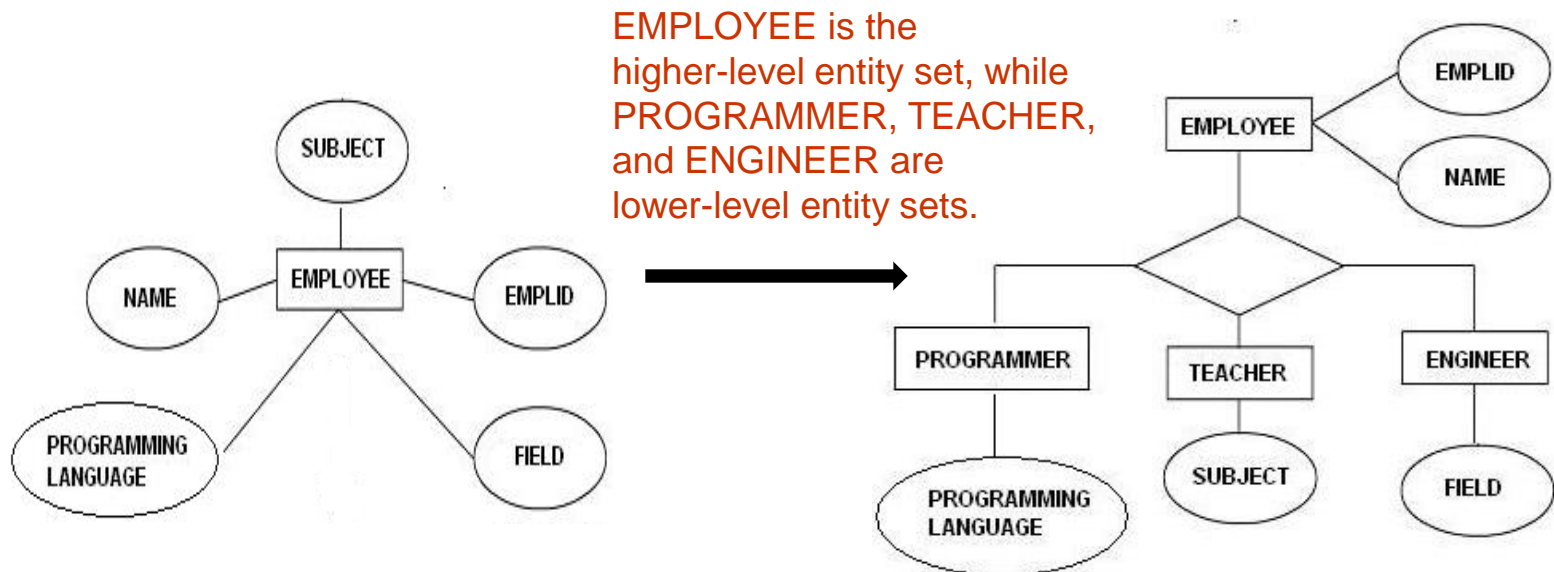 EMPLOYEE is the
higher-level entity set, while
PROGRAMMER, TEACHER,
and ENGINEER are
lower-level entity sets.
SUBJECT
EMPLOYEE
NAME
EMPLID
PROGRAMMING
LANGUAGE
FIELD
EMPLID
EMPLOYEE
NAME
PROGRAMMER
TEACHER
ENGINEER
PROGRAMMING
LANGUAGE
SUBJECT
FIELD